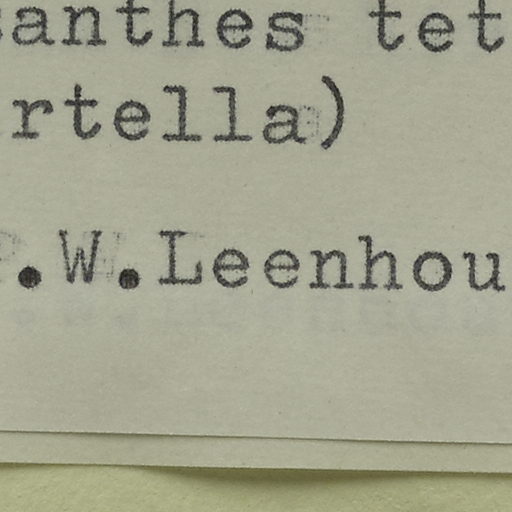 anthes tet
rtella)
.W.Leenhou